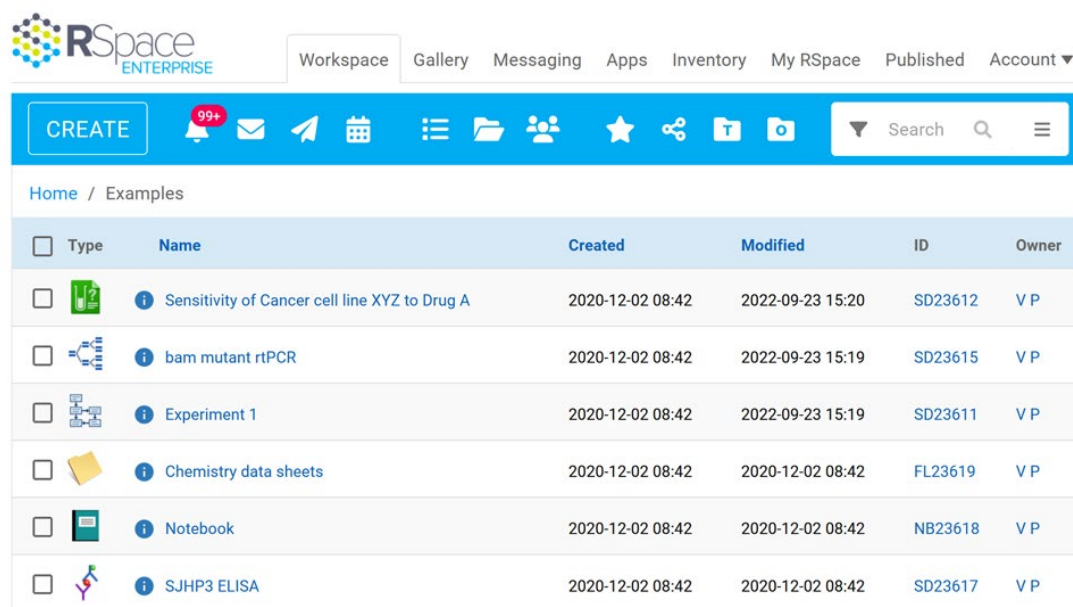 RSpace
ENTERPRISE
Workspace Gallery Messaging Apps Inventory My RSpace Published Account
CREATE 99+ T O Search
Home / Examples
Type Name Created Modified ID Owner
Sensitivity of Cancer cell line XYZ to Drug A 2020-12-02 08:42 2022-09-23 15:20 SD23612 V P
bam mutant rtPCR 2020-12-02 08:42 2022-09-23 15:19 SD23615 V P
Experiment 1 2020-12-02 08:42 2022-09-23 15:19 SD23611 V P
Chemistry data sheets 2020-12-02 08:42 2020-12-02 08:42 FL23619 V P
Notebook 2020-12-02 08:42 2020-12-02 08:42 NB23618 V P
SJHP3 ELISA 2020-12-02 08:42 2020-12-02 08:42 SD23617 V P